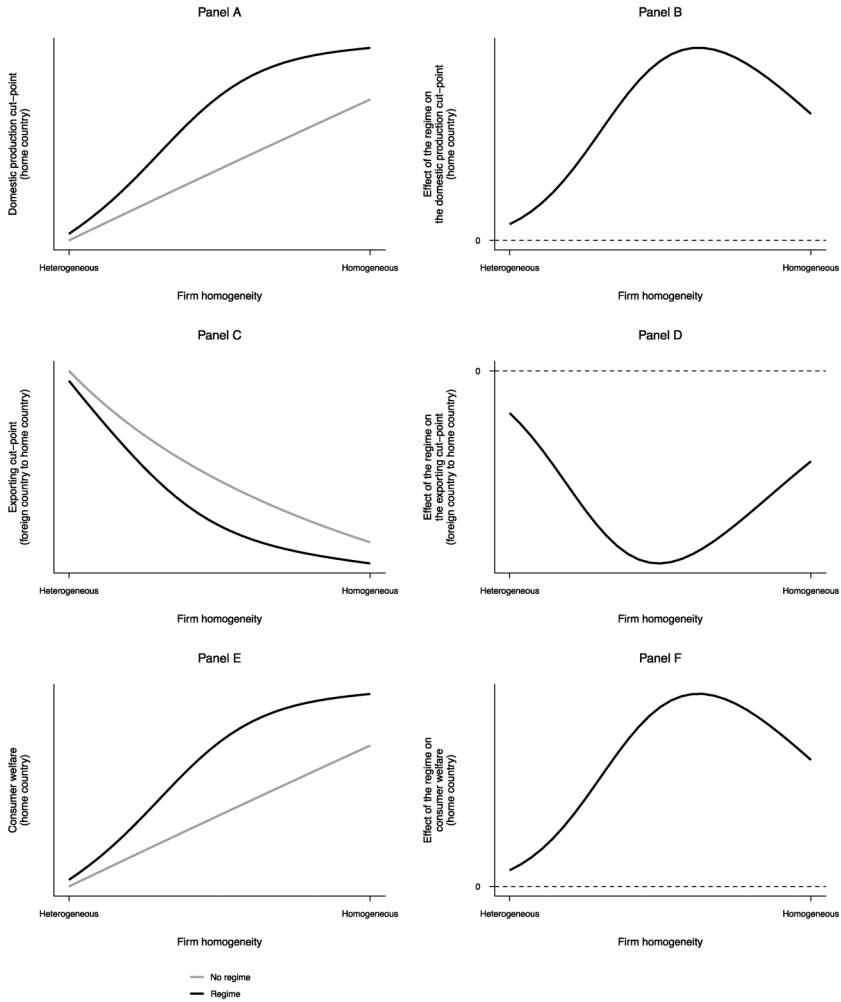 Panel A
Domestic production cut–point
(home country)
Heterogeneous
Homogeneous
Firm homogeneity
Panel B
Effect of the regime on
the domestic production cut–point
(home country)
0
Heterogeneous
Homogeneous
Firm homogeneity
Panel C
Exporting cut–point
(foreign country to home country)
Heterogeneous
Homogeneous
Firm homogeneity
Panel D
Effect of the regime on
the exporting cut–point
(foreign country to home country)
0
Heterogeneous
Homogeneous
Firm homogeneity
Panel E
Consumer welfare
(home country)
Heterogeneous
Homogeneous
Firm homogeneity
Panel F
Effect of the regime on
consumer welfare
(home country)
0
Heterogeneous
Homogeneous
Firm homogeneity
No regime
Regime